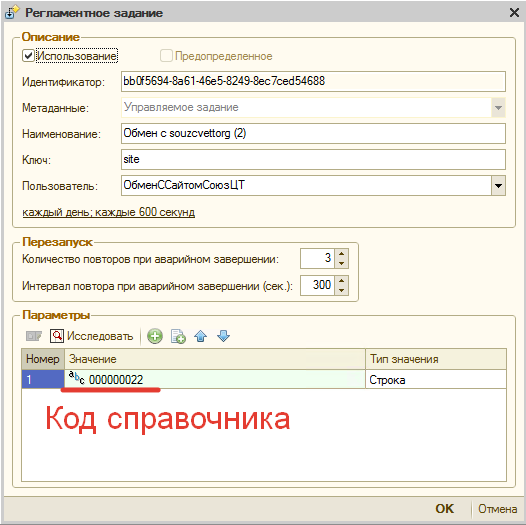 Регламентное задание
Описание
Использование
Предопределенное
Идентификатор: bb0f5694-8a61-46e5-8249-8ec7ced54688
Метаданные: Управляемое задание
Наименование: Обмен с souzcvettorg (2)
Ключ: site
Пользователь: ОбменССайтомСоюзЦТ
каждый день; каждые 600 секунд
Перезапуск
Количество повторов при аварийном завершении: 3
Интервал повтора при аварийном завершении (сек.): 300
Параметры
Исследовать
Номер Значение Тип значения
1 abc 000000022 Строка
Код справочника
OK Отмена